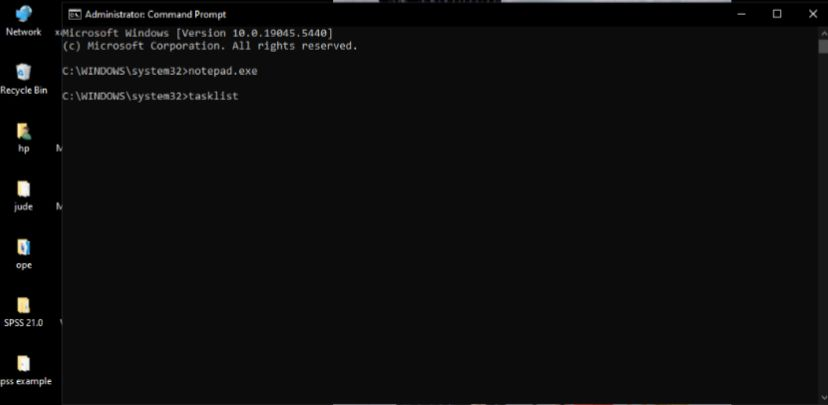 Administrator: Command Prompt
Microsoft Windows [Version 10.0.19045.5440]
(c) Microsoft Corporation. All rights reserved.
C:\WINDOWS\system32>notepad.exe
C:\WINDOWS\system32>tasklist
Network
Recycle Bin
hp
jude
ope
SPSS 21.0
pss example